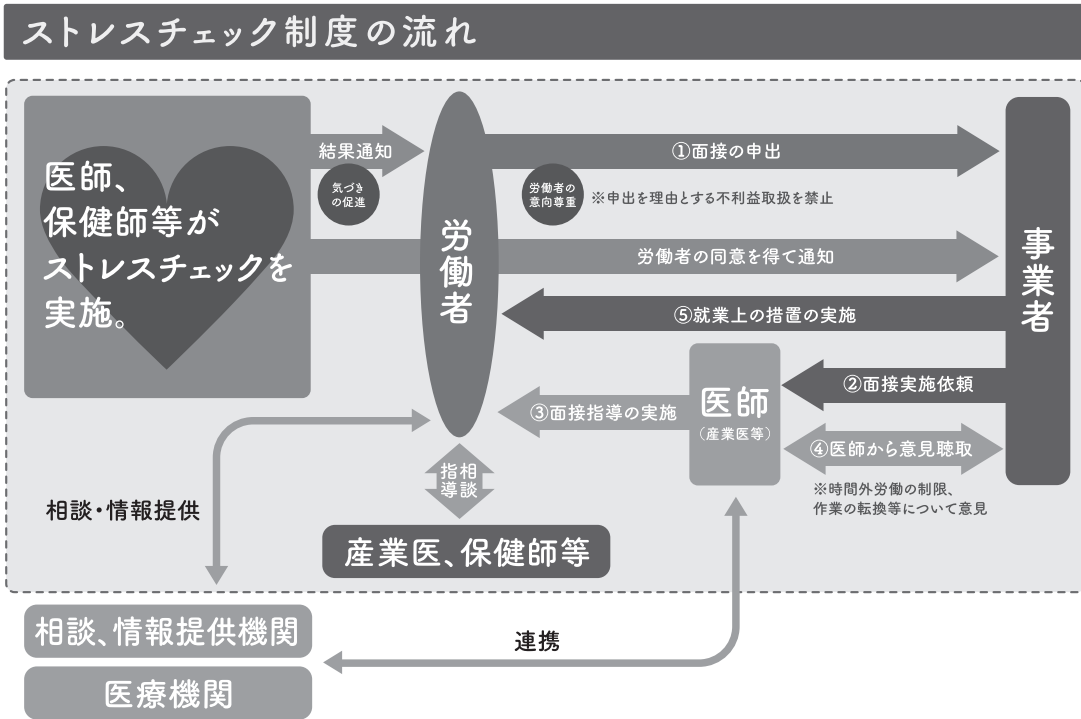 ストレスチェック制度の流れ
医師、
保健師等が
ストレスチェックを
実施。
結果通知
気づき
の促進
労働者
①面接の申出
労働者の
意向尊重
※申出を理由とする不利益取扱を禁止
労働者の同意を得て通知
⑤就業上の措置の実施
事業者
②面接実施依頼
医師
（産業医等）
③面接指導の実施
④医師から意見聴取
※時間外労働の制限、
作業の転換等について意見
相談
指導
相談・情報提供
産業医、保健師等
相談、情報提供機関
連携
医療機関